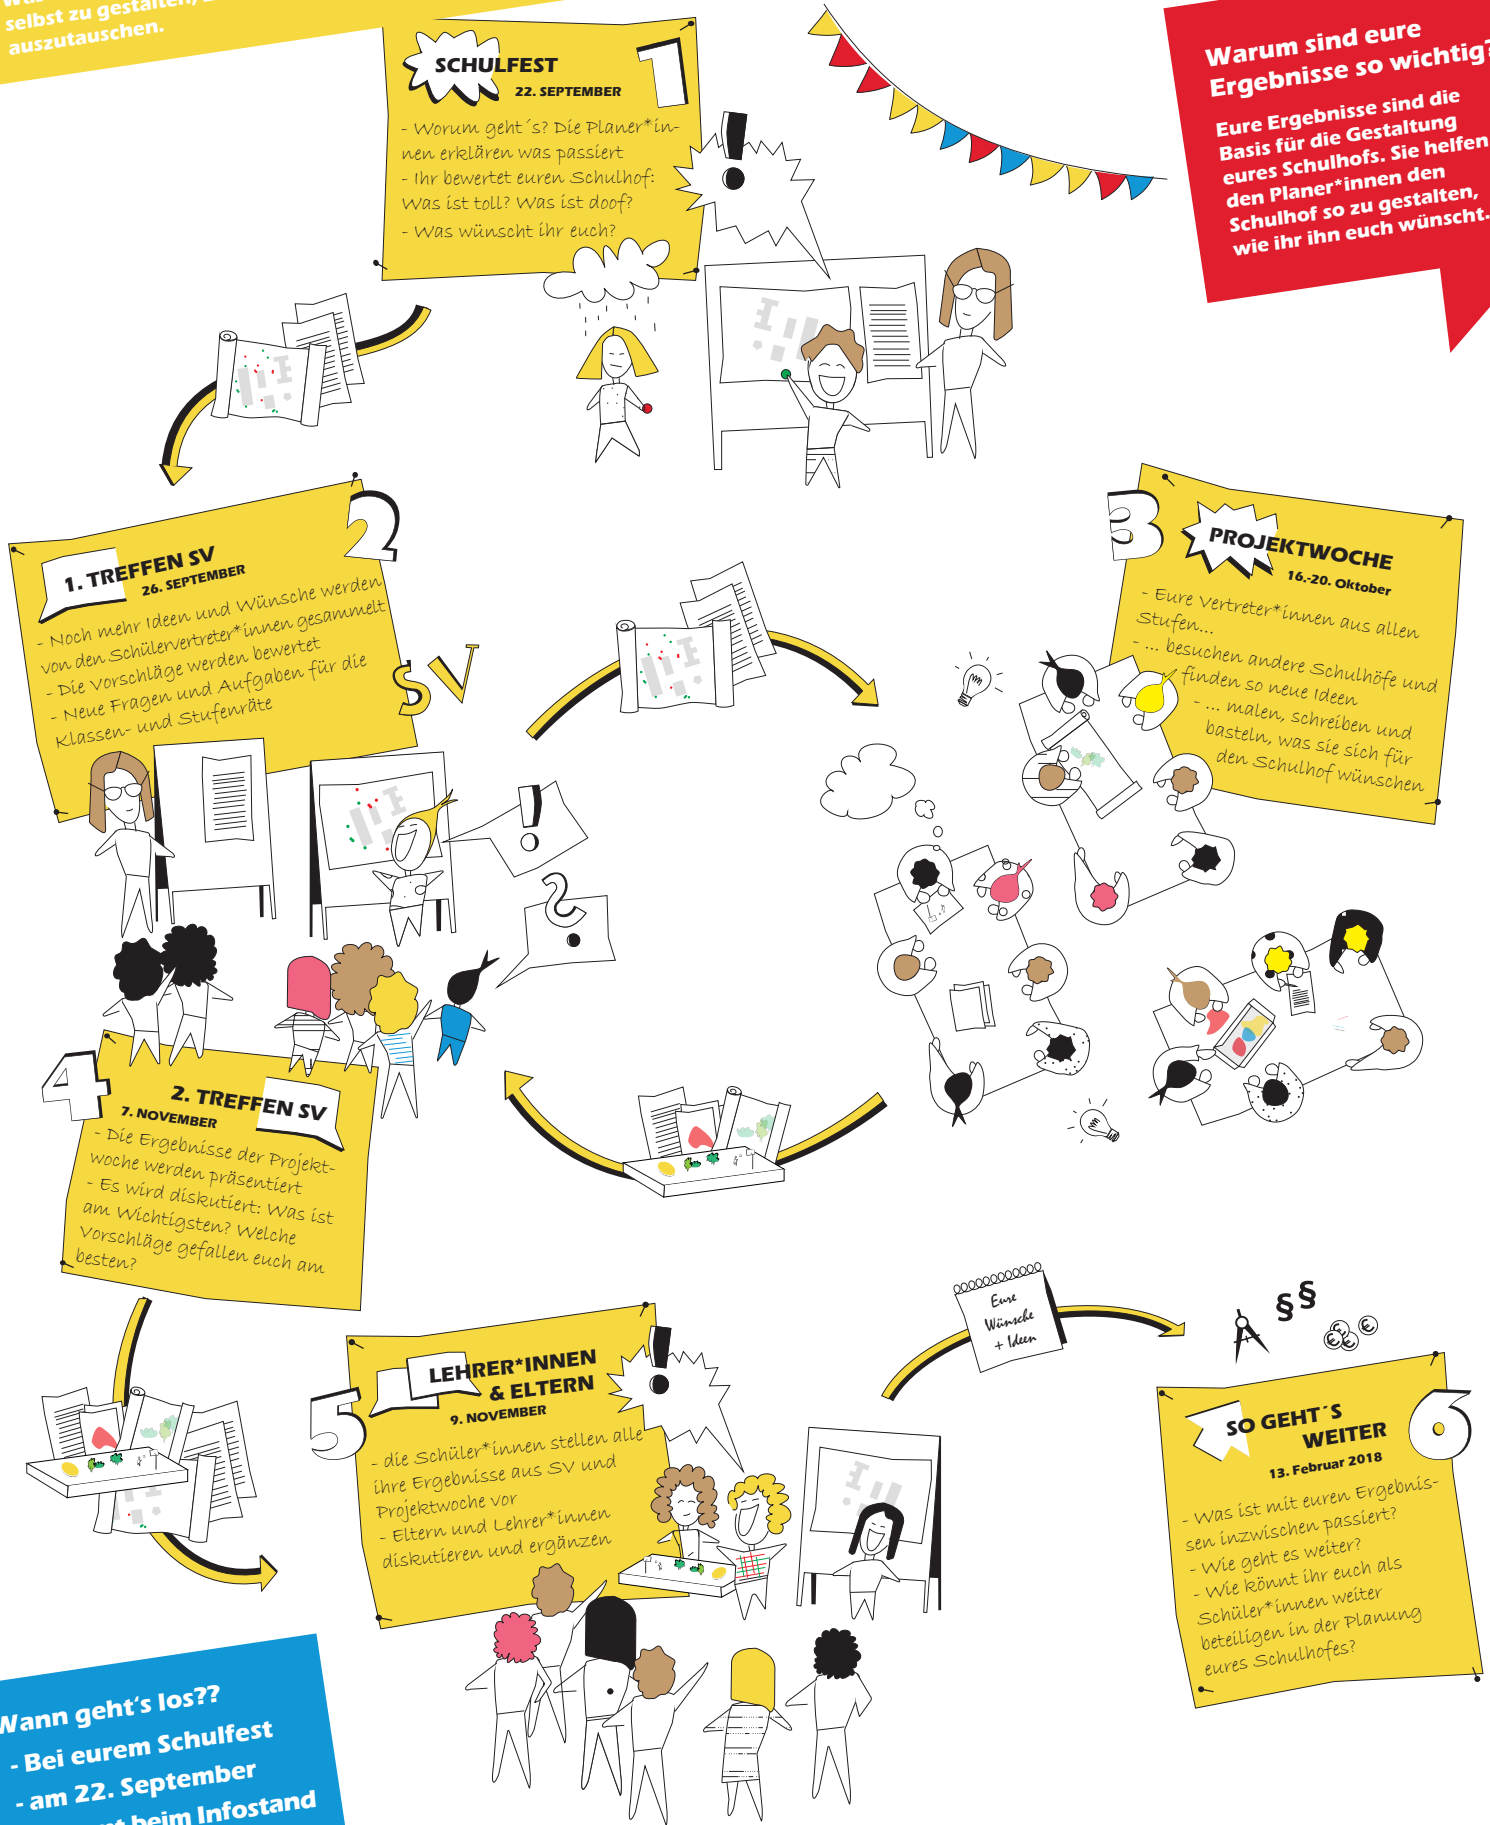 selbst zu gestalten,
auszutauschen.
SCHULFEST
22. SEPTEMBER
1
- Worum geht´s? Die Planer*in-
nen erklären was passiert
- Ihr bewertet euren Schulhof:
Was ist toll? Was ist doof?
- Was wünscht ihr euch?
!
Warum sind eure
Ergebnisse so wichtig?
Eure Ergebnisse sind die
Basis für die Gestaltung
eures Schulhofs. Sie helfen
den Planer*innen den
Schulhof so zu gestalten,
wie ihr ihn euch wünscht.
2
1. TREFFEN SV
26. SEPTEMBER
- Noch mehr Ideen und Wünsche werden
von den Schülervertreter*innen gesammelt
- Die Vorschläge werden bewertet
- Neue Fragen und Aufgaben für die
Klassen- und Stufenräte
SV
!
?
3
PROJEKTWOCHE
16.-20. Oktober
- Eure Vertreter*innen aus allen
Stufen...
- ... besuchen andere Schulhöfe und
finden so neue Ideen
- ... malen, schreiben und
basteln, was sie sich für
den Schulhof wünschen
4
2. TREFFEN SV
7. NOVEMBER
- Die Ergebnisse der Projekt-
woche werden präsentiert
- Es wird diskutiert: Was ist
am Wichtigsten? Welche
Vorschläge gefallen euch am
besten?
5
LEHRER*INNEN
& ELTERN
9. NOVEMBER
- die Schüler*innen stellen alle
ihre Ergebnisse aus SV und
Projektwoche vor
- Eltern und Lehrer*innen
diskutieren und ergänzen
!
Eure
Wünsche
+ Ideen
§§
€ € € €
6
SO GEHT´S
WEITER
13. Februar 2018
- Was ist mit euren Ergebnis-
sen inzwischen passiert?
- Wie geht es weiter?
- Wie könnt ihr euch als
Schüler*innen weiter
beteiligen in der Planung
eures Schulhofes?
Wann geht´s los??
- Bei eurem Schulfest
- am 22. September
beim Infostand